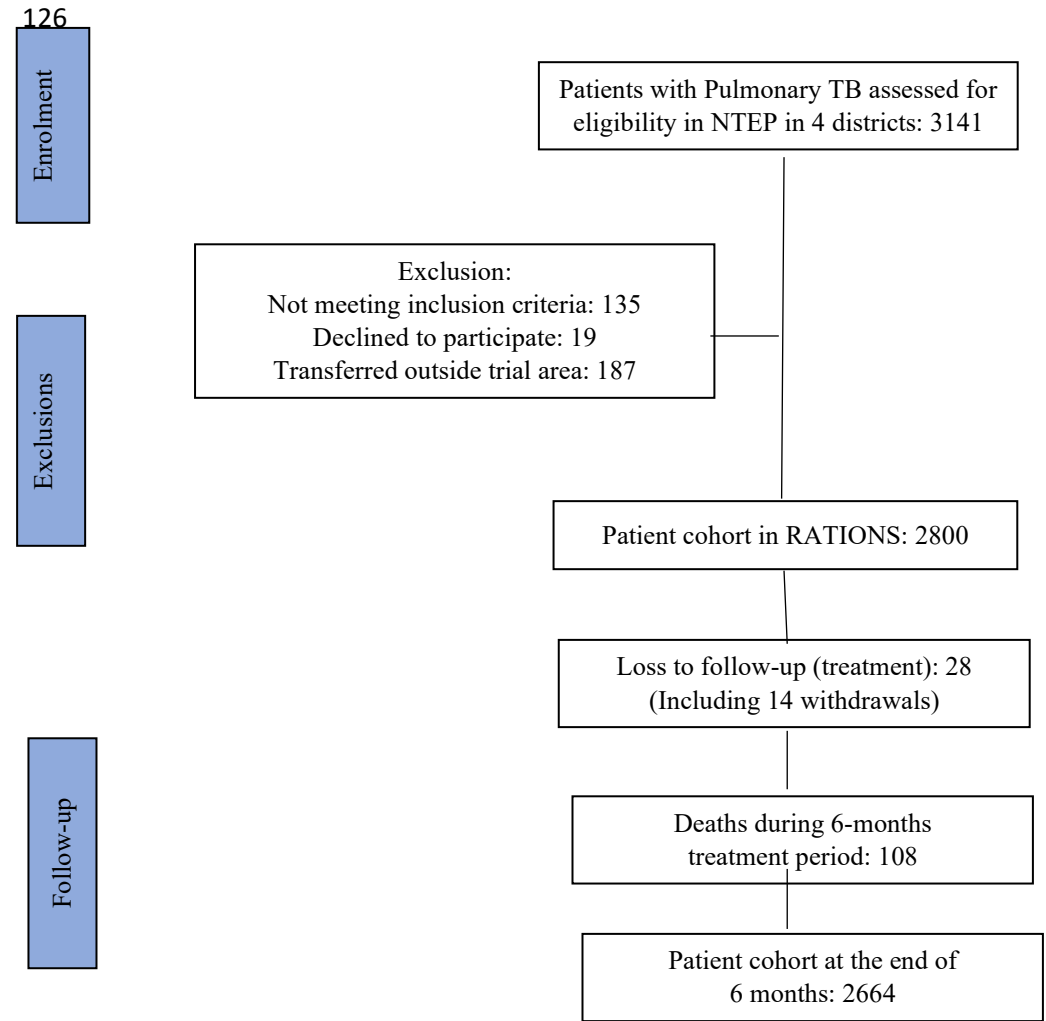 126
Enrolment
Patients with Pulmonary TB assessed for
eligibility in NTEP in 4 districts: 3141
Exclusion:
Not meeting inclusion criteria: 135
Declined to participate: 19
Transferred outside trial area: 187
Exclusions
Patient cohort in RATIONS: 2800
Loss to follow-up (treatment): 28
(Including 14 withdrawals)
Follow-up
Deaths during 6-months
treatment period: 108
Patient cohort at the end of
6 months: 2664